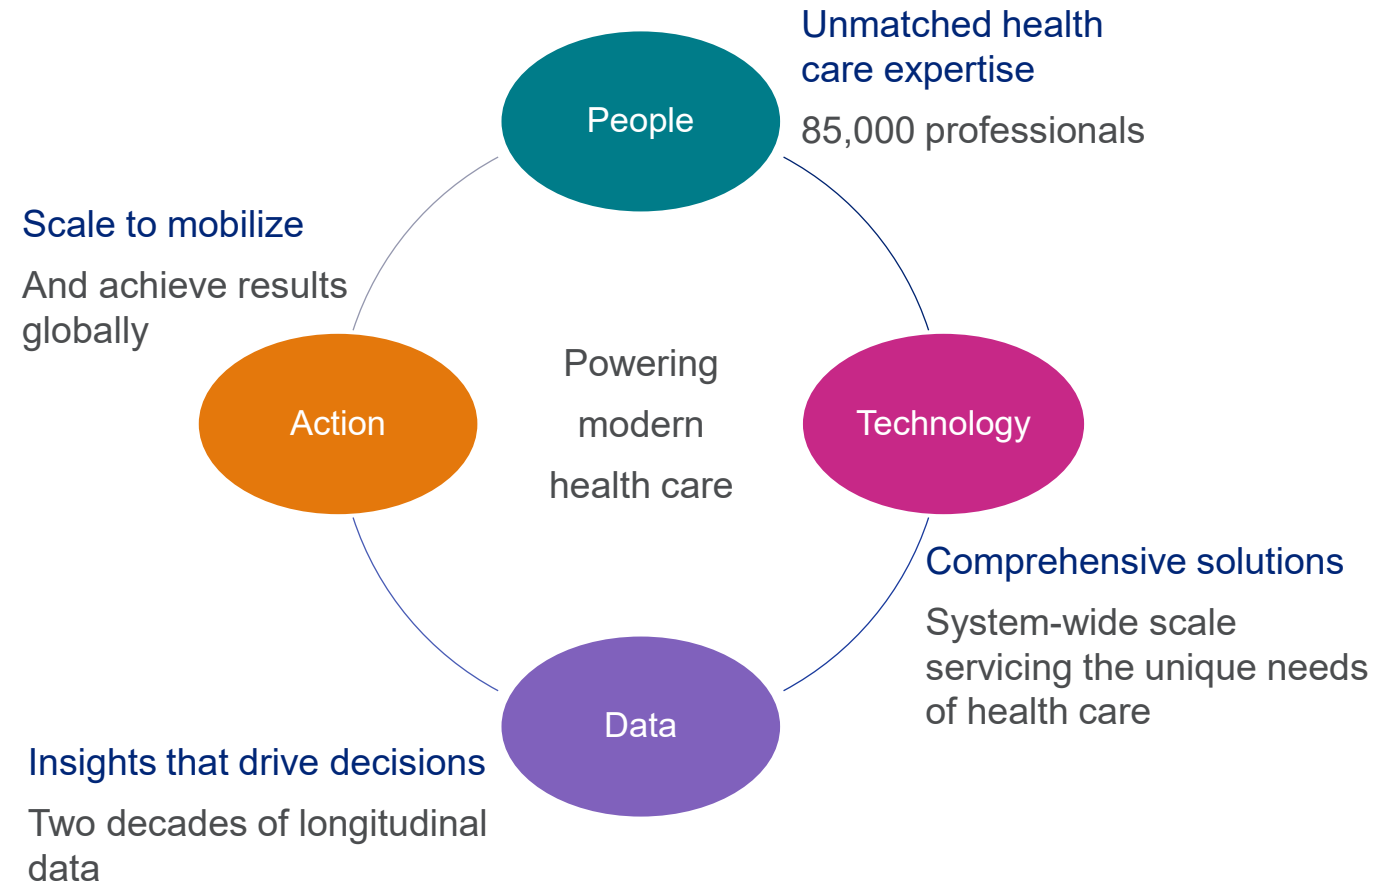 People
Unmatched health
care expertise
85,000 professionals
Scale to mobilize
And achieve results
globally
Action
Powering
modern
health care
Technology
Comprehensive solutions
System-wide scale
servicing the unique needs
of health care
Data
Insights that drive decisions
Two decades of longitudinal
data